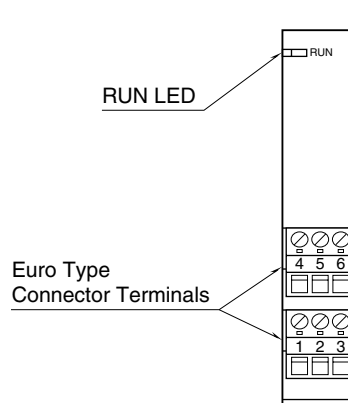 RUN
RUN LED
4 5 6
Euro Type
Connector Terminals
1 2 3